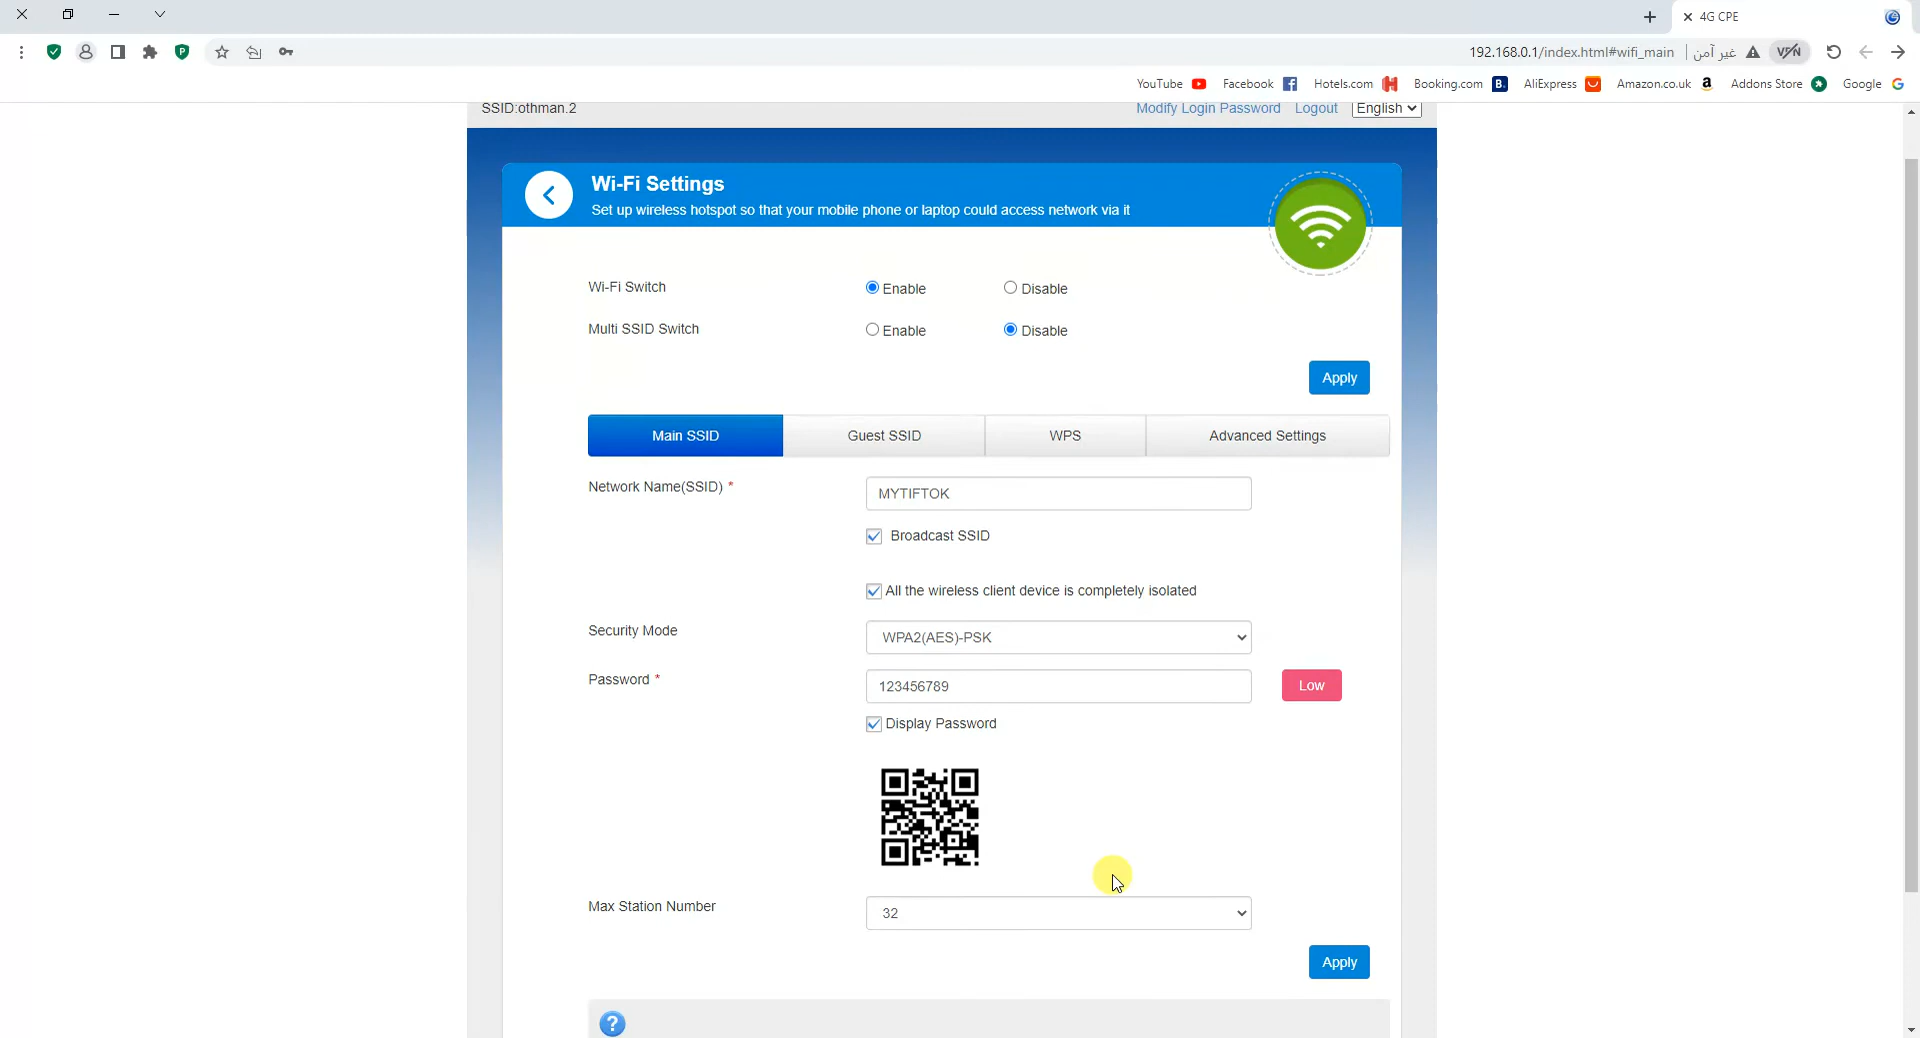 4G CPE
192.168.0.1/index.html#wifi_main
غير آمن
VPN
YouTube
Facebook
Hotels.com
Booking.com
AliExpress
Amazon.co.uk
Addons Store
Google
SSID:othman.2
Modify Login Password
Logout
English
Wi-Fi Settings
Set up wireless hotspot so that your mobile phone or laptop could access network via it
Wi-Fi Switch
Enable
Disable
Multi SSID Switch
Enable
Disable
Apply
Main SSID
Guest SSID
WPS
Advanced Settings
Network Name(SSID) *
MYTIFTOK
Broadcast SSID
All the wireless client device is completely isolated
Security Mode
WPA2(AES)-PSK
Password *
123456789
Low
Display Password
Max Station Number
32
Apply
?